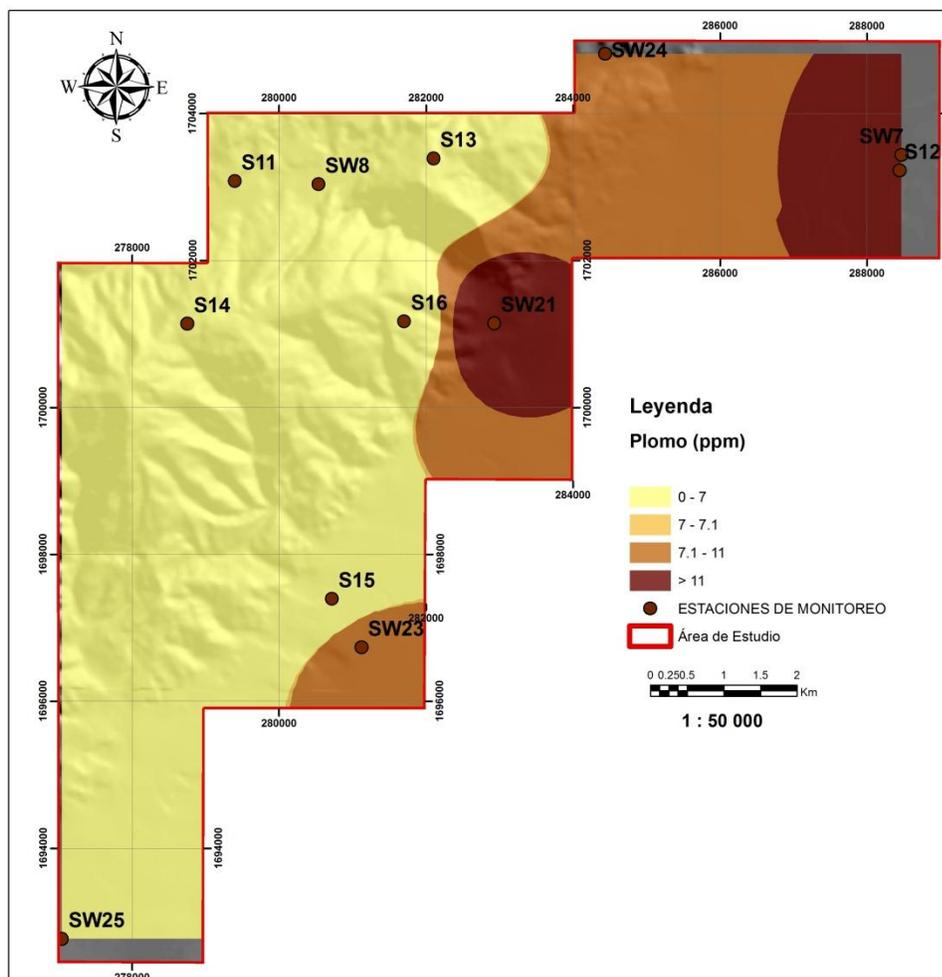 N
W E
S
286000 288000
SW24
280000 282000 284000
1704000
S13
SW7
S12
S11 SW8
278000
1702000 1702000
286000 288000
S14 S16 SW21
1700000 1700000
Leyenda
Plomo (ppm)
284000
0 - 7
7 - 7.1
7.1 - 11
> 11
1698000 1698000
S15
ESTACIONES DE MONITOREO
282000
SW23
Área de Estudio
0 0.25 0.5 1 1.5 2
Km
1696000 1696000
280000
1 : 50 000
1694000 1694000
SW25
278000